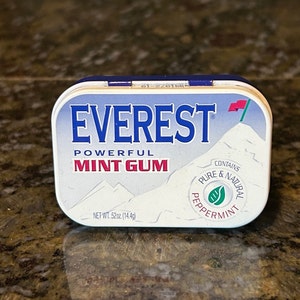 EVEREST
POWERFUL
MINT GUM
CONTAINS
PURE & NATURAL
PEPPERMINT
NET WT. .52oz (14.4g)